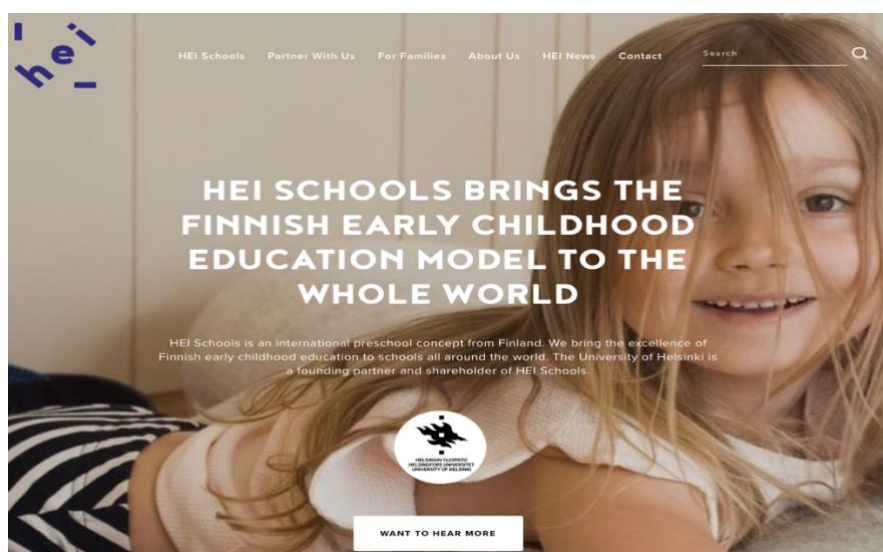 hei
HEI Schools Partner With Us For Families About Us HEI News Contact Search
HEI SCHOOLS BRINGS THE
FINNISH EARLY CHILDHOOD
EDUCATION MODEL TO THE
WHOLE WORLD
HEI Schools is an international preschool concept from Finland. We bring the excellence of
Finnish early childhood education to schools all around the world. The University of Helsinki is
a founding partner and shareholder of HEI Schools.
HELSINGIN YLIOPISTO
HELSINGFORS UNIVERSITET
UNIVERSITY OF HELSINKI
WANT TO HEAR MORE